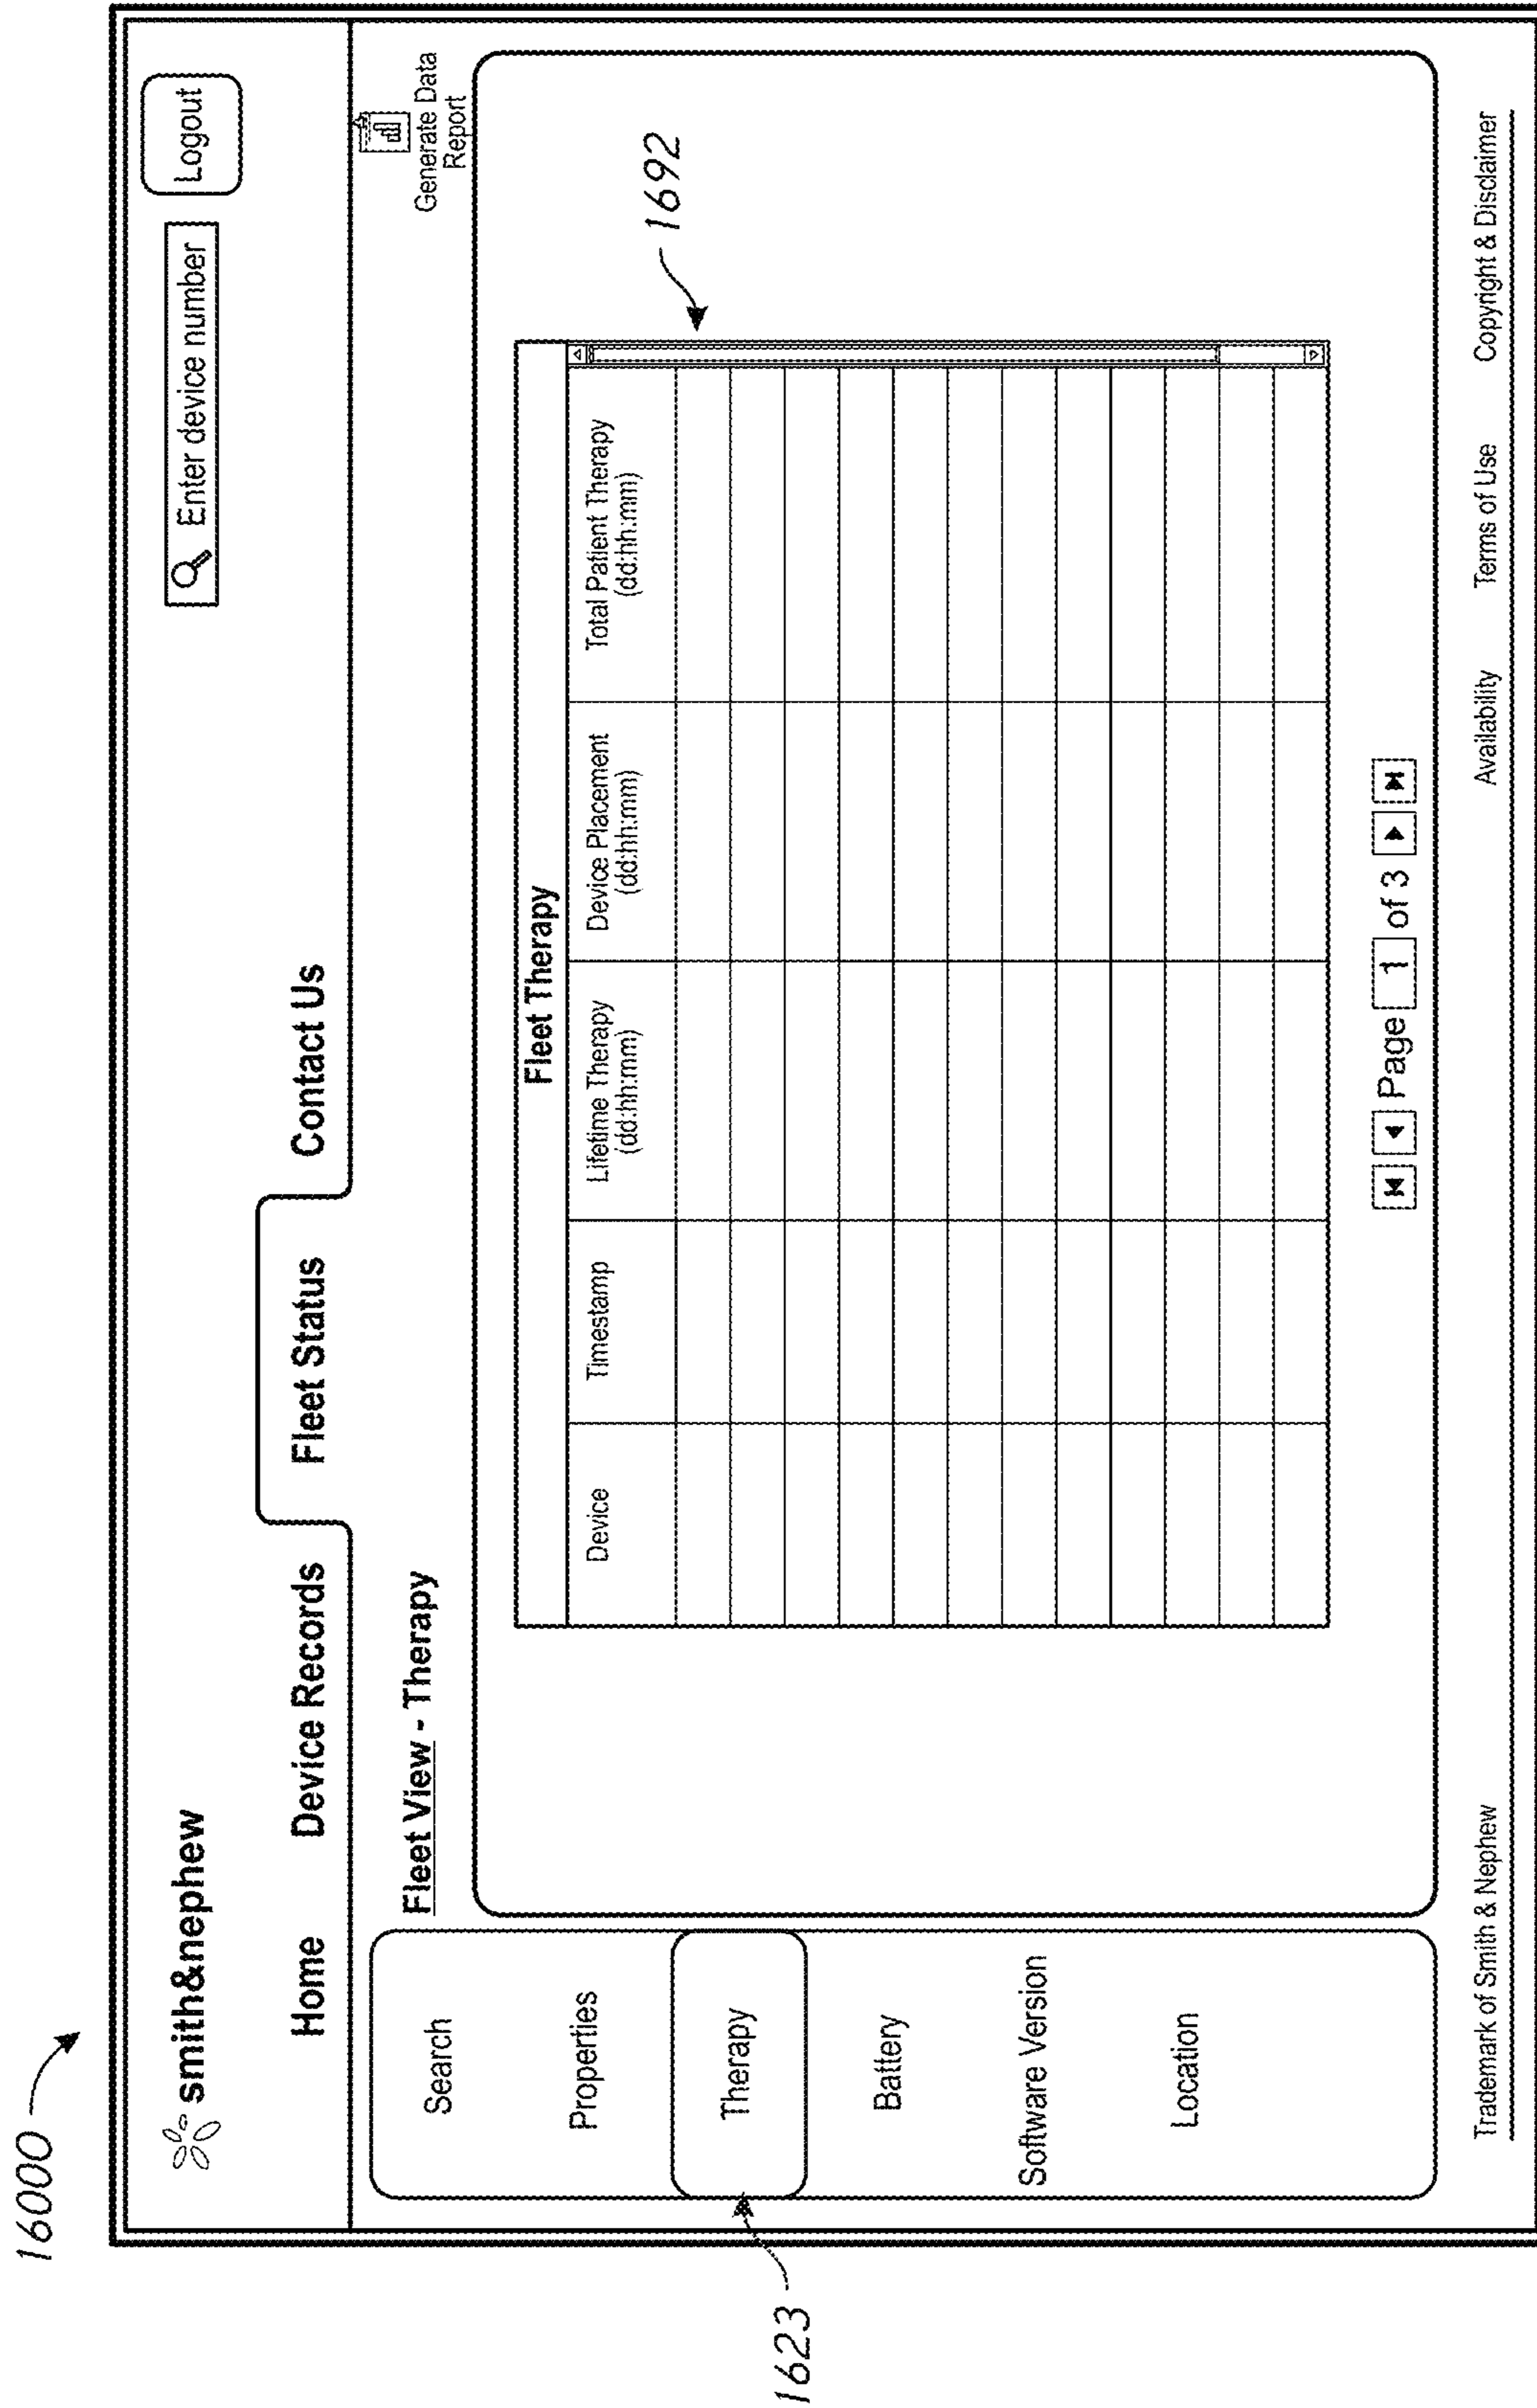 16000
smith&nephew
Enter device number
Logout
Home
Device Records
Fleet Status
Contact Us
Fleet View - Therapy
Generate Data
Report
Search
Properties
Therapy
Battery
Software Version
Location
1623
Fleet Therapy
Device
Timestamp
Lifetime Therapy
(dd:hh:mm)
Device Placement
(dd:hh:mm)
Total Patient Therapy
(dd:hh:mm)
1692
Page 1 of 3
Trademark of Smith & Nephew
Availability
Terms of Use
Copyright & Disclaimer